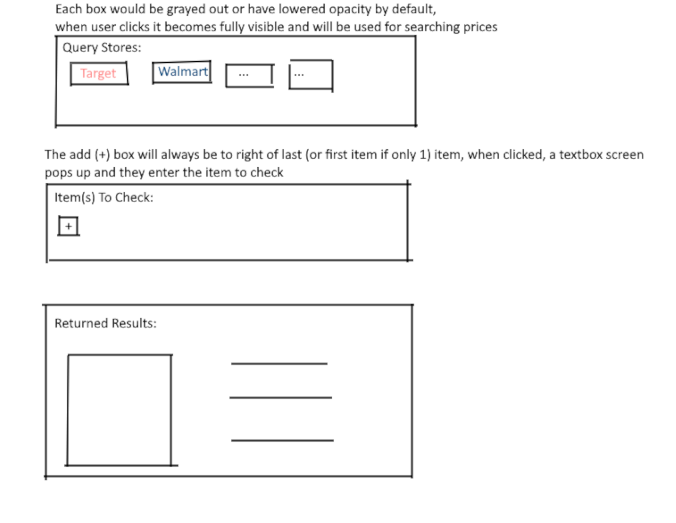 Each box would be grayed out or have lowered opacity by default,
when user clicks it becomes fully visible and will be used for searching prices
Query Stores:
Target Walmart ... ...
The add (+) box will always be to right of last (or first item if only 1) item, when clicked, a textbox screen
pops up and they enter the item to check
Item(s) To Check:
+
Returned Results: